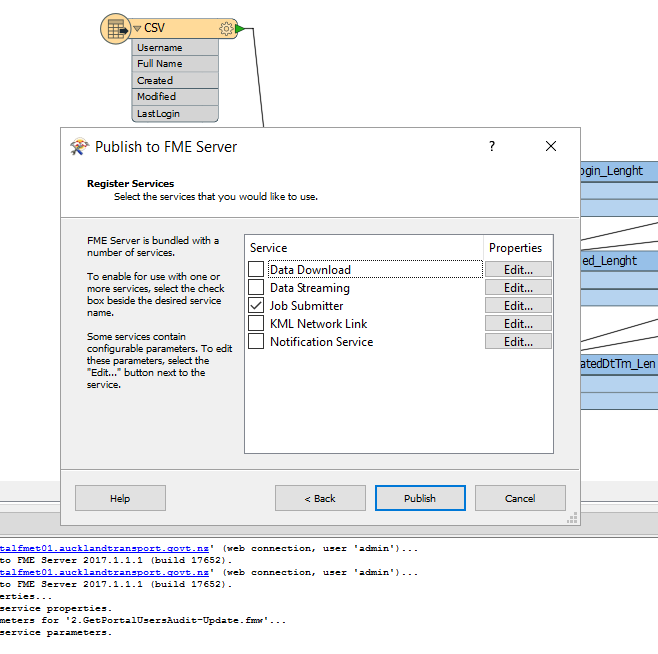 CSV
Username
Full Name
Created
Modified
LastLogin
Publish to FME Server
?
Register Services
Select the services that you would like to use.
FME Server is bundled with a
number of services.
To enable for use with one or
more services, select the check
box beside the desired service
name.
Some services contain
configurable parameters. To edit
these parameters, select the
"Edit..." button next to the
service.
Service Properties
Data Download Edit...
Data Streaming Edit...
Job Submitter Edit...
KML Network Link Edit...
Notification Service Edit...
Help
< Back
Publish
Cancel
ogin_Lenght
ed_Lenght
atedDtTm_Len
talfmet01.aucklandtransport.govt.nz' (web connection, user 'admin')...
to FME Server 2017.1.1.1 (build 17652).
talfmet01.aucklandtransport.govt.nz' (web connection, user 'admin')...
to FME Server 2017.1.1.1 (build 17652).
erties...
service properties.
meters for '2.GetPortalUsersAudit-Update.fmw'...
service parameters.